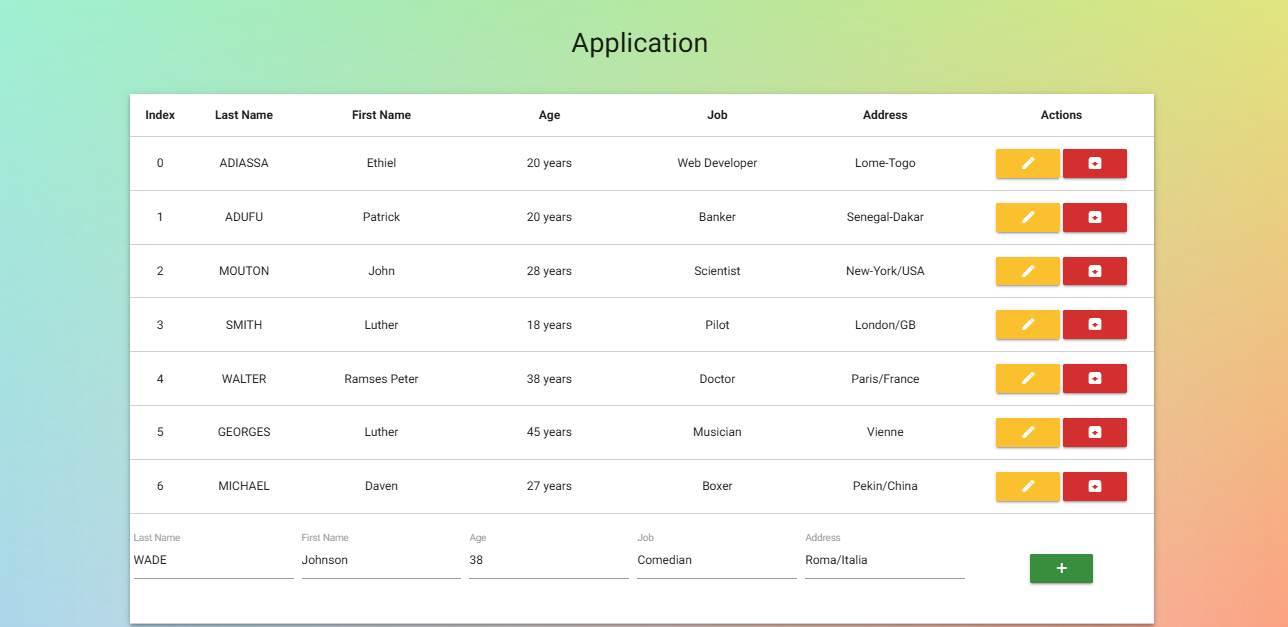 Application
Index Last Name First Name Age Job Address Actions
0 ADIASSA Ethiel 20 years Web Developer Lome-Togo
1 ADUFU Patrick 20 years Banker Senegal-Dakar
2 MOUTON John 28 years Scientist New-York/USA
3 SMITH Luther 18 years Pilot London/GB
4 WALTER Ramses Peter 38 years Doctor Paris/France
5 GEORGES Luther 45 years Musician Vienne
6 MICHAEL Daven 27 years Boxer Pekin/China
Last Name First Name Age Job Address
WADE Johnson 38 Comedian Roma/Italia
+